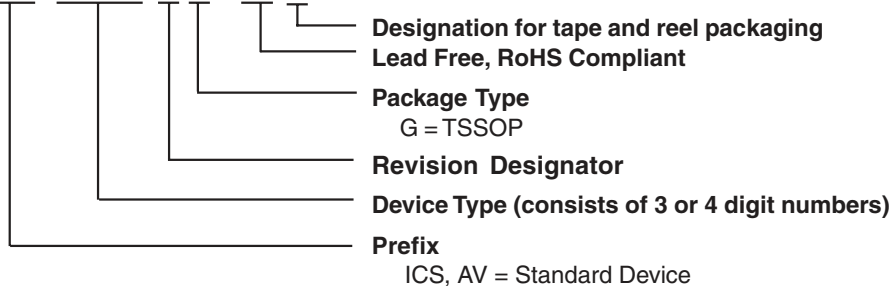 Designation for tape and reel packaging
Lead Free, RoHS Compliant
Package Type
G = TSSOP
Revision Designator
Device Type (consists of 3 or 4 digit numbers)
Prefix
ICS, AV = Standard Device